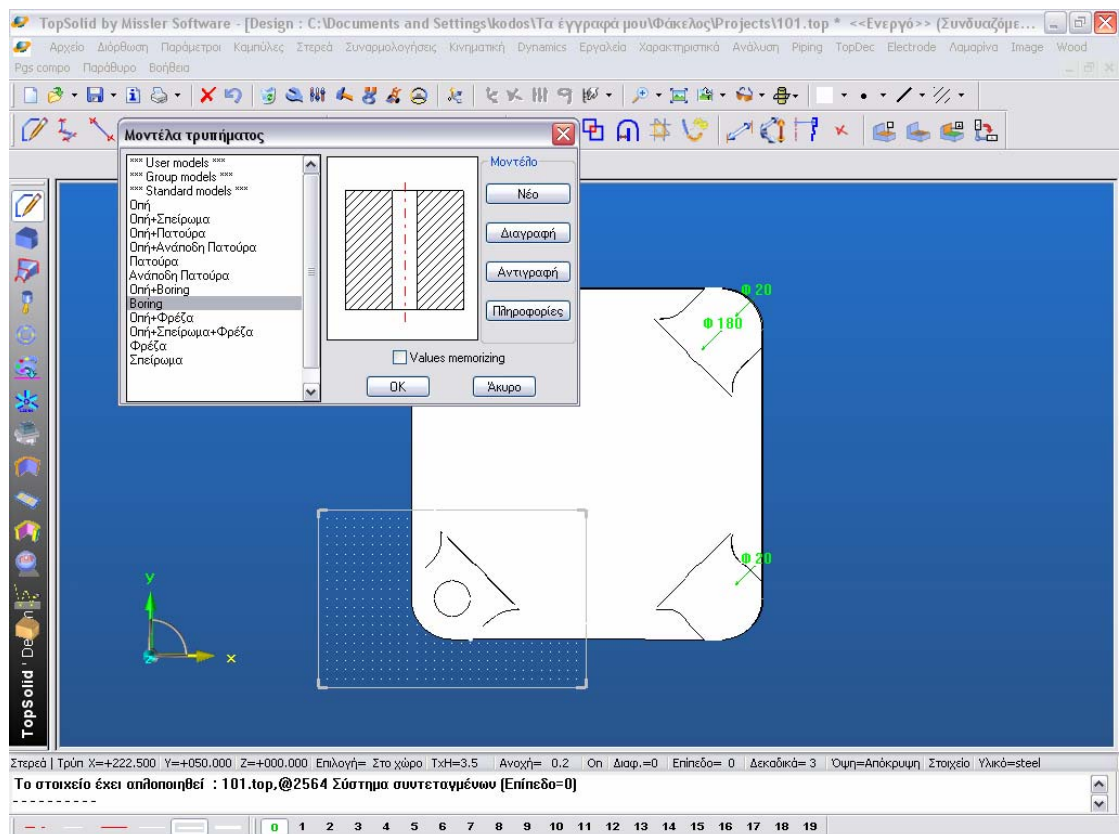 TopSolid by Missler Software - [Design : C:\Documents and Settings\kodos\Τα έγγραφά μου\Φάκελος\Projects\101.top * <<Ενεργό>> (Συνδυαζόμε...
Αρχείο Διόρθωση Παράμετροι Καμπύλες Στερεά Συναρμολογήσεις Κινηματική Dynamics Εργαλεία Χαρακτηριστικά Ανάλυση Piping TopDec Electrode Λαμαρίνα Image Wood
Pgs compo Παράθυρο Βοήθεια
Μοντέλα τρυπήματος
*** User models ***
*** Group models ***
*** Standard models ***
Οπή
Οπή+Σπείρωμα
Οπή+Πατούρα
Οπή+Ανάποδη Πατούρα
Πατούρα
Ανάποδη Πατούρα
Οπή+Boring
Boring
Οπή+Φρέζα
Οπή+Σπείρωμα+Φρέζα
Φρέζα
Σπείρωμα
Μοντέλο
Νέο
Διαγραφή
Αντιγραφή
Πληροφορίες
Values memorizing
OK
Άκυρο
Φ 20
Φ 180
Φ 20
y
z
x
TopSolid'Design
Στερεά | Τρύπ X=+222.500 Y=+050.000 Z=+000.000 Επιλογή= Στο χώρο TxH=3.5 Ανοχή= 0.2 On Διαφ.=0 Επίπεδο= 0 Δεκαδικά= 3 Όψη=Απόκρυψη Στοιχείο Υλικό=steel
Το στοιχείο έχει απλοποιηθεί : 101.top,@2564 Σύστημα συντεταγμένων (Επίπεδο=0)
----------
0 1 2 3 4 5 6 7 8 9 10 11 12 13 14 15 16 17 18 19